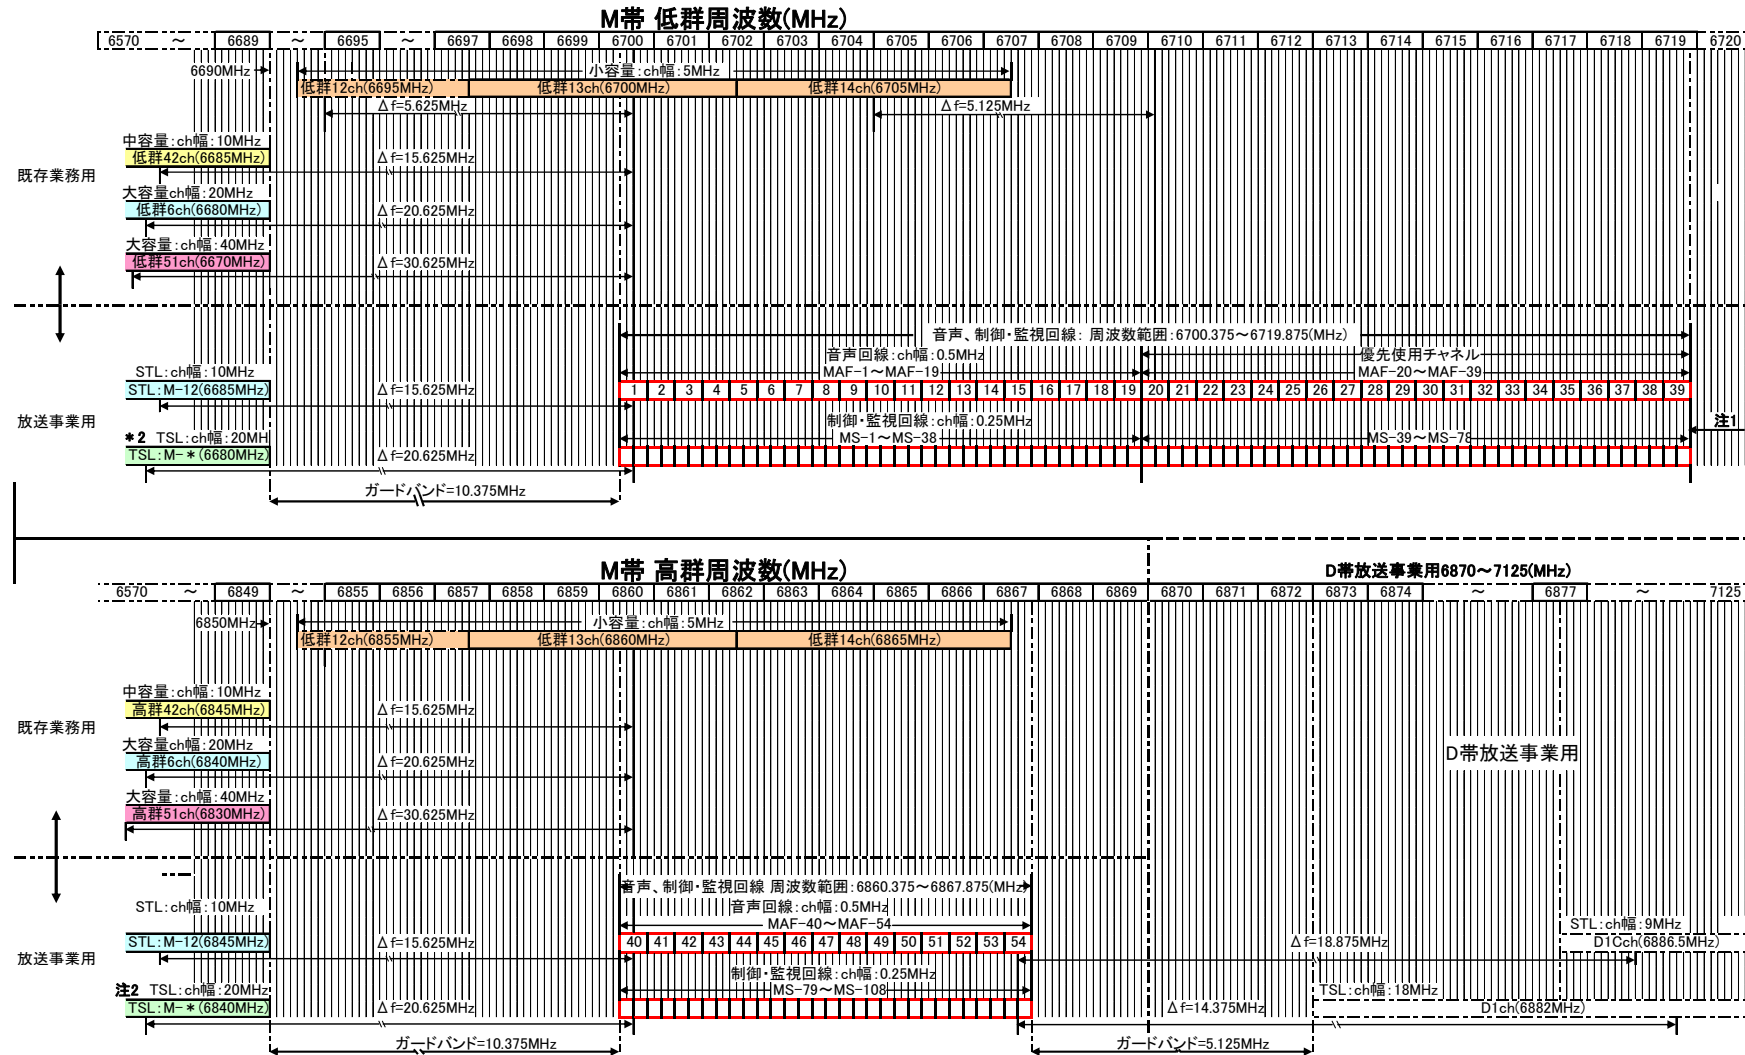 M帯 低群周波数(MHz)
6570 ～ 6689 ～ 6695 ～ 6697 6698 6699 6700 6701 6702 6703 6704 6705 6706 6707 6708 6709 6710 6711 6712 6713 6714 6715 6716 6717 6718 6719 6720
6690MHz
小容量:ch幅:5MHz
低群12ch(6695MHz) 低群13ch(6700MHz) 低群14ch(6705MHz)
Δf=5.625MHz Δf=5.125MHz
中容量:ch幅:10MHz
低群42ch(6685MHz) Δf=15.625MHz
既存業務用
大容量ch幅:20MHz
低群6ch(6680MHz) Δf=20.625MHz
大容量:ch幅:40MHz
低群51ch(6670MHz) Δf=30.625MHz
音声、制御・監視回線: 周波数範囲:6700.375～6719.875(MHz)
音声回線:ch幅:0.5MHz 優先使用チャネル
STL:ch幅:10MHz MAF-1～MAF-19 MAF-20～MAF-39
STL:M-12(6685MHz) Δf=15.625MHz 1 2 3 4 5 6 7 8 9 10 11 12 13 14 15 16 17 18 19 20 21 22 23 24 25 26 27 28 29 30 31 32 33 34 35 36 37 38 39
放送事業用 制御・監視回線:ch幅:0.25MHz 注1
＊2 TSL:ch幅:20MH MS-1～MS-38 MS-39～MS-78
TSL:M-＊(6680MHz) Δf=20.625MHz
ガードバンド=10.375MHz
M帯 高群周波数(MHz)
D帯放送事業用6870～7125(MHz)
6570 ～ 6849 ～ 6855 6856 6857 6858 6859 6860 6861 6862 6863 6864 6865 6866 6867 6868 6869 6870 6871 6872 6873 6874 ～ 6877 ～ 7125
6850MHz 小容量:ch幅:5MHz
低群12ch(6855MHz) 低群13ch(6860MHz) 低群14ch(6865MHz)
中容量:ch幅:10MHz
高群42ch(6845MHz) Δf=15.625MHz
既存業務用
大容量ch幅:20MHz
高群6ch(6840MHz) Δf=20.625MHz
D帯放送事業用
大容量:ch幅:40MHz
高群51ch(6830MHz) Δf=30.625MHz
音声、制御・監視回線 周波数範囲:6860.375～6867.875(MHz)
STL:ch幅:10MHz 音声回線:ch幅:0.5MHz
MAF-40～MAF-54 STL:ch幅:9MHz
STL:M-12(6845MHz) Δf=15.625MHz 40 41 42 43 44 45 46 47 48 49 50 51 52 53 54 Δf=18.875MHz D1Cch(6886.5MHz)
放送事業用
制御・監視回線:ch幅:0.25MHz
注2 TSL:ch幅:20MHz MS-79～MS-108 TSL:ch幅:18MHz
TSL:M-＊(6840MHz) Δf=20.625MHz Δf=14.375MHz D1ch(6882MHz)
ガードバンド=10.375MHz ガードバンド=5.125MHz